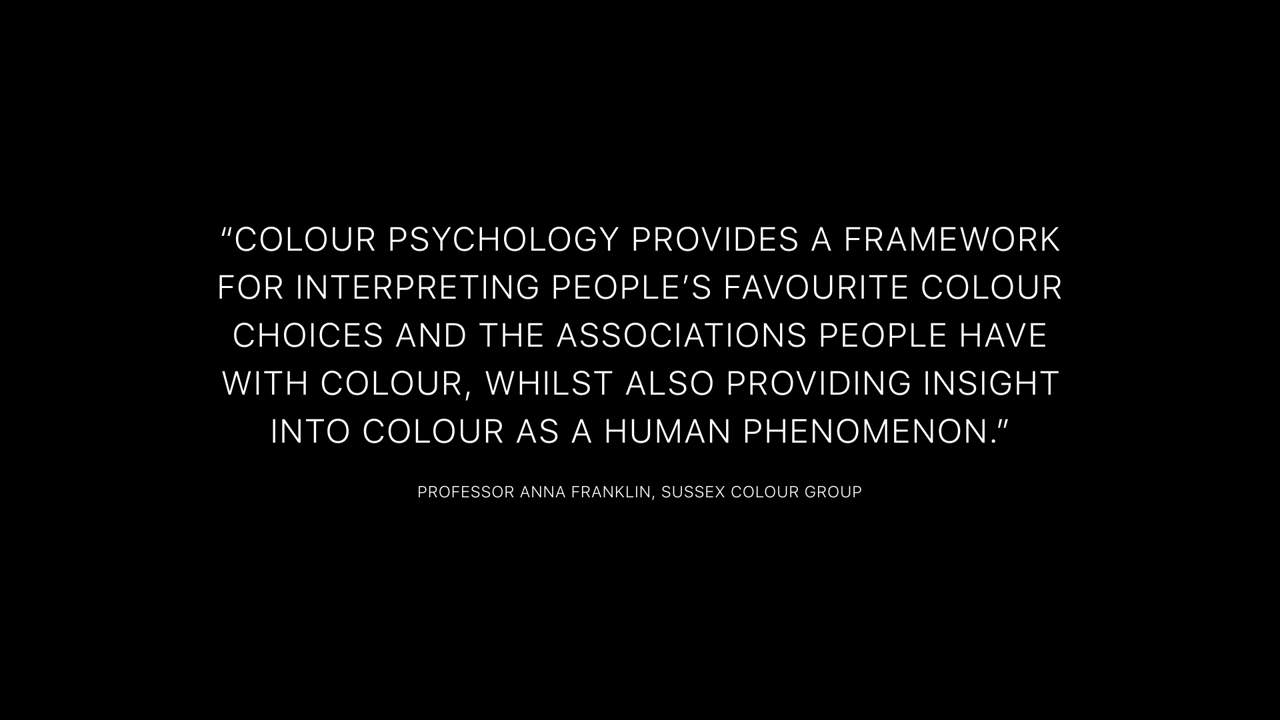 “COLOUR PSYCHOLOGY PROVIDES A FRAMEWORK
FOR INTERPRETING PEOPLE’S FAVOURITE COLOUR
CHOICES AND THE ASSOCIATIONS PEOPLE HAVE
WITH COLOUR, WHILST ALSO PROVIDING INSIGHT
INTO COLOUR AS A HUMAN PHENOMENON.”
PROFESSOR ANNA FRANKLIN, SUSSEX COLOUR GROUP